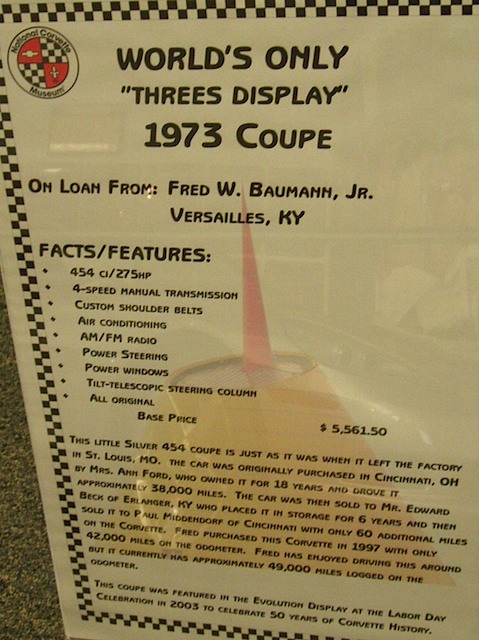 National Corvette
Museum
WORLD'S ONLY
"THREES DISPLAY"
1973 COUPE
ON LOAN FROM: FRED W. BAUMANN, JR.
VERSAILLES, KY
FACTS/FEATURES:
* 454 CI/275HP
* 4-SPEED MANUAL TRANSMISSION
* CUSTOM SHOULDER BELTS
* AIR CONDITIONING
* AM/FM RADIO
* POWER STEERING
* POWER WINDOWS
* TILT-TELESCOPIC STEERING COLUMN
* ALL ORIGINAL
BASE PRICE $ 5,561.50
THIS LITTLE SILVER 454 COUPE IS JUST AS IT WAS WHEN IT LEFT THE FACTORY
IN ST. LOUIS, MO. THE CAR WAS ORIGINALLY PURCHASED IN CINCINNATI, OH
BY MRS. ANN FORD, WHO OWNED IT FOR 18 YEARS AND DROVE IT
APPROXIMATELY 38,000 MILES. THE CAR WAS THEN SOLD TO MR. EDWARD
BECK OF ERLANGER, KY WHO PLACED IT IN STORAGE FOR 6 YEARS AND THEN
SOLD IT TO PAUL MIDDENDORF OF CINCINNATI WITH ONLY 60 ADDITIONAL MILES
ON THE CORVETTE. FRED PURCHASED THIS CORVETTE IN 1997 WITH ONLY
42,000 MILES ON THE ODOMETER. FRED HAS ENJOYED DRIVING THIS AROUND
BUT IT CURRENTLY HAS APPROXIMATELY 49,000 MILES LOGGED ON THE
ODOMETER.
THIS COUPE WAS FEATURED IN THE EVOLUTION DISPLAY AT THE LABOR DAY
CELEBRATION IN 2003 TO CELEBRATE 50 YEARS OF CORVETTE HISTORY.